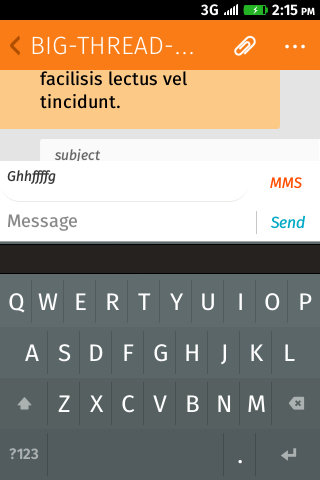 3G 2:15 PM
BIG-THREAD-...
facilisis lectus vel
tincidunt.
subject
Ghhffffg
MMS
Message
Send
Q W E R T Y U I O P
A S D F G H J K L
Z X C V B N M
?123 .